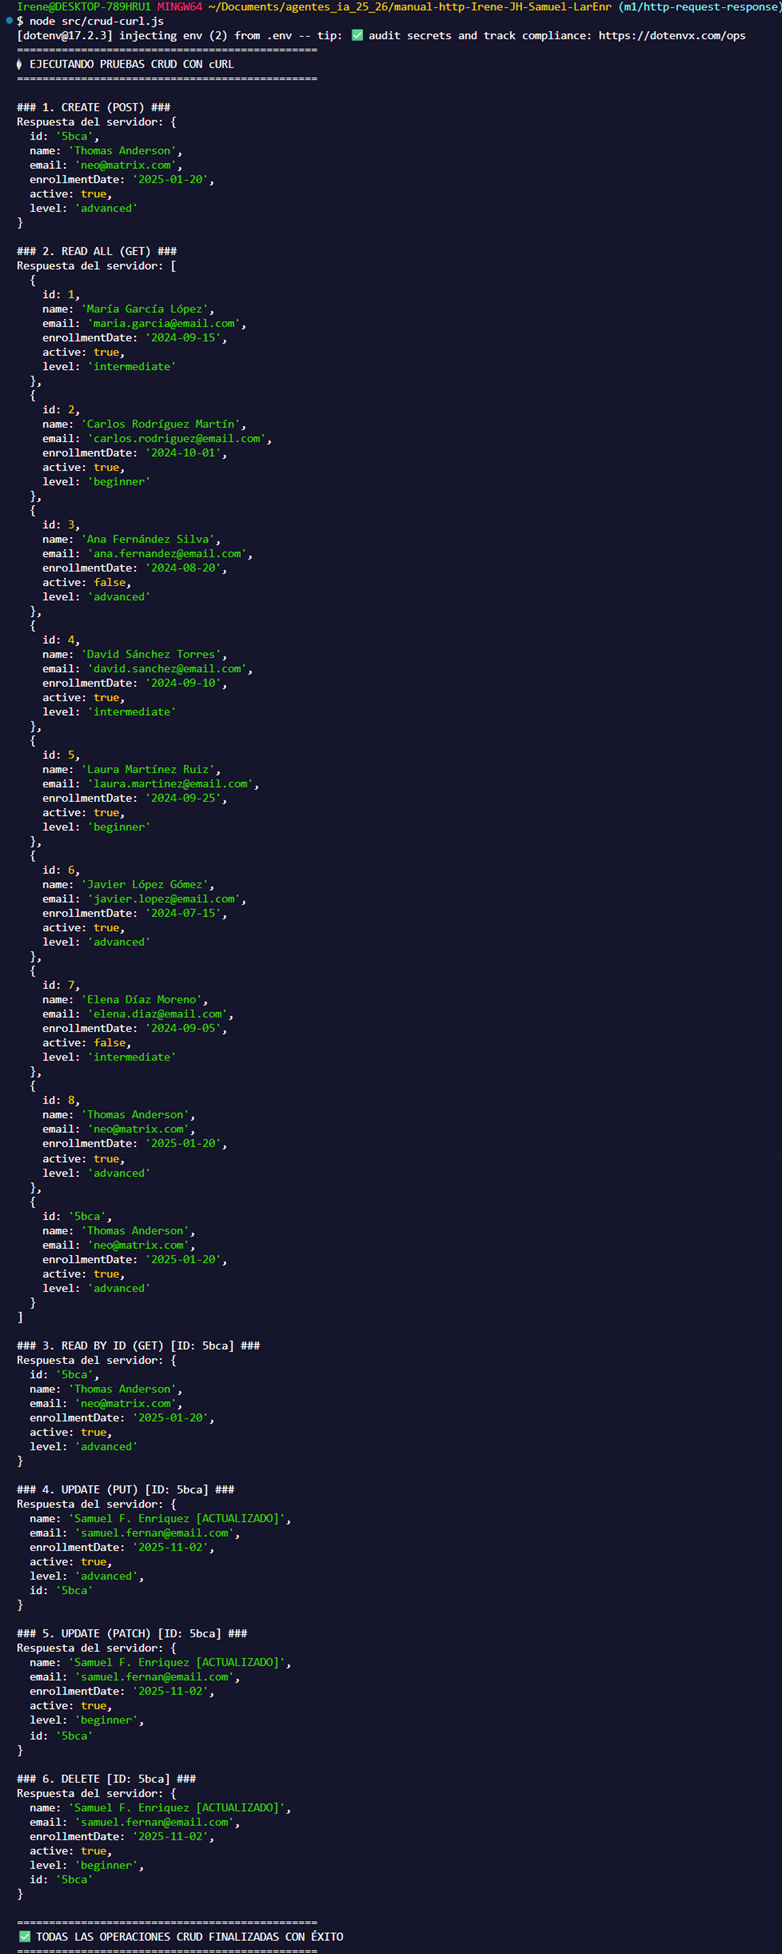 Irene@DESKTOP-789HRU1 MINGW64 ~/Documents/agentes_ia_25_26/manual-http-Irene-JH-Samuel-LarEnr (m1/http-request-response)
$ node src/crud-curl.js
[dotenv@17.2.3] injecting env (2) from .env -- tip: ✅ audit secrets and track compliance: https://dotenvx.com/ops
===============================================
EJECUTANDO PRUEBAS CRUD CON cURL
===============================================

### 1. CREATE (POST) ###
Respuesta del servidor: {
  id: '5bca',
  name: 'Thomas Anderson',
  email: 'neo@matrix.com',
  enrollmentDate: '2025-01-20',
  active: true,
  level: 'advanced'
}

### 2. READ ALL (GET) ###
Respuesta del servidor: [
  {
    id: 1,
    name: 'María García López',
    email: 'maria.garcia@email.com',
    enrollmentDate: '2024-09-15',
    active: true,
    level: 'intermediate'
  },
  {
    id: 2,
    name: 'Carlos Rodríguez Martín',
    email: 'carlos.rodriguez@email.com',
    enrollmentDate: '2024-10-01',
    active: true,
    level: 'beginner'
  },
  {
    id: 3,
    name: 'Ana Fernández Silva',
    email: 'ana.fernandez@email.com',
    enrollmentDate: '2024-08-20',
    active: false,
    level: 'advanced'
  },
  {
    id: 4,
    name: 'David Sánchez Torres',
    email: 'david.sanchez@email.com',
    enrollmentDate: '2024-09-10',
    active: true,
    level: 'intermediate'
  },
  {
    id: 5,
    name: 'Laura Martínez Ruiz',
    email: 'laura.martinez@email.com',
    enrollmentDate: '2024-09-25',
    active: true,
    level: 'beginner'
  },
  {
    id: 6,
    name: 'Javier López Gómez',
    email: 'javier.lopez@email.com',
    enrollmentDate: '2024-07-15',
    active: true,
    level: 'advanced'
  },
  {
    id: 7,
    name: 'Elena Díaz Moreno',
    email: 'elena.diaz@email.com',
    enrollmentDate: '2024-09-05',
    active: false,
    level: 'intermediate'
  },
  {
    id: 8,
    name: 'Thomas Anderson',
    email: 'neo@matrix.com',
    enrollmentDate: '2025-01-20',
    active: true,
    level: 'advanced'
  },
  {
    id: '5bca',
    name: 'Thomas Anderson',
    email: 'neo@matrix.com',
    enrollmentDate: '2025-01-20',
    active: true,
    level: 'advanced'
  }
]

### 3. READ BY ID (GET) [ID: 5bca] ###
Respuesta del servidor: {
  id: '5bca',
  name: 'Thomas Anderson',
  email: 'neo@matrix.com',
  enrollmentDate: '2025-01-20',
  active: true,
  level: 'advanced'
}

### 4. UPDATE (PUT) [ID: 5bca] ###
Respuesta del servidor: {
  name: 'Samuel F. Enriquez [ACTUALIZADO]',
  email: 'samuel.fernan@email.com',
  enrollmentDate: '2025-11-02',
  active: true,
  level: 'advanced',
  id: '5bca'
}

### 5. UPDATE (PATCH) [ID: 5bca] ###
Respuesta del servidor: {
  name: 'Samuel F. Enriquez [ACTUALIZADO]',
  email: 'samuel.fernan@email.com',
  enrollmentDate: '2025-11-02',
  active: true,
  level: 'beginner',
  id: '5bca'
}

### 6. DELETE [ID: 5bca] ###
Respuesta del servidor: {
  name: 'Samuel F. Enriquez [ACTUALIZADO]',
  email: 'samuel.fernan@email.com',
  enrollmentDate: '2025-11-02',
  active: true,
  level: 'beginner',
  id: '5bca'
}

===============================================
✅ TODAS LAS OPERACIONES CRUD FINALIZADAS CON ÉXITO
===============================================